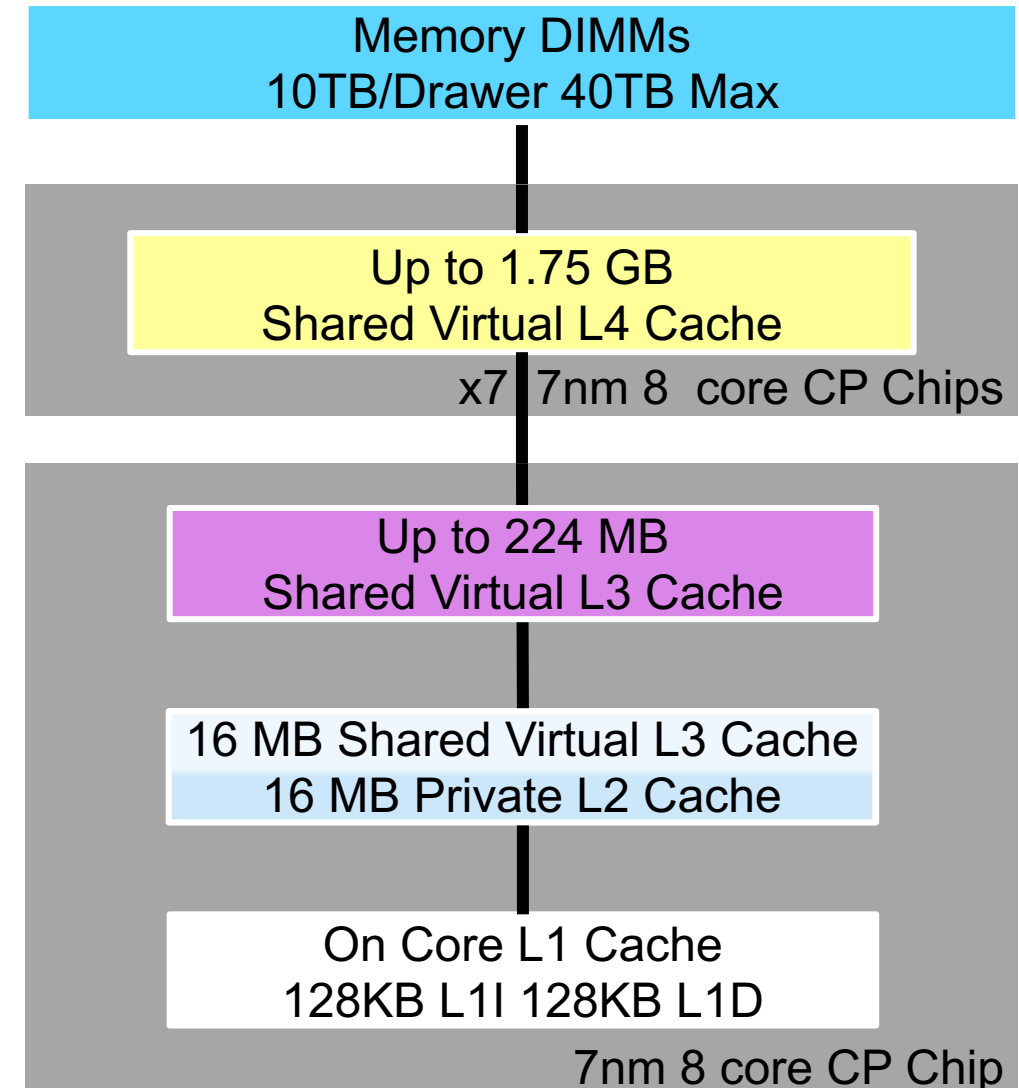 Memory DIMMs
10TB/Drawer 40TB Max
Up to 1.75 GB
Shared Virtual L4 Cache
x7 7nm 8 core CP Chips
Up to 224 MB
Shared Virtual L3 Cache
16 MB Shared Virtual L3 Cache
16 MB Private L2 Cache
On Core L1 Cache
128KB L1I 128KB L1D
7nm 8 core CP Chip